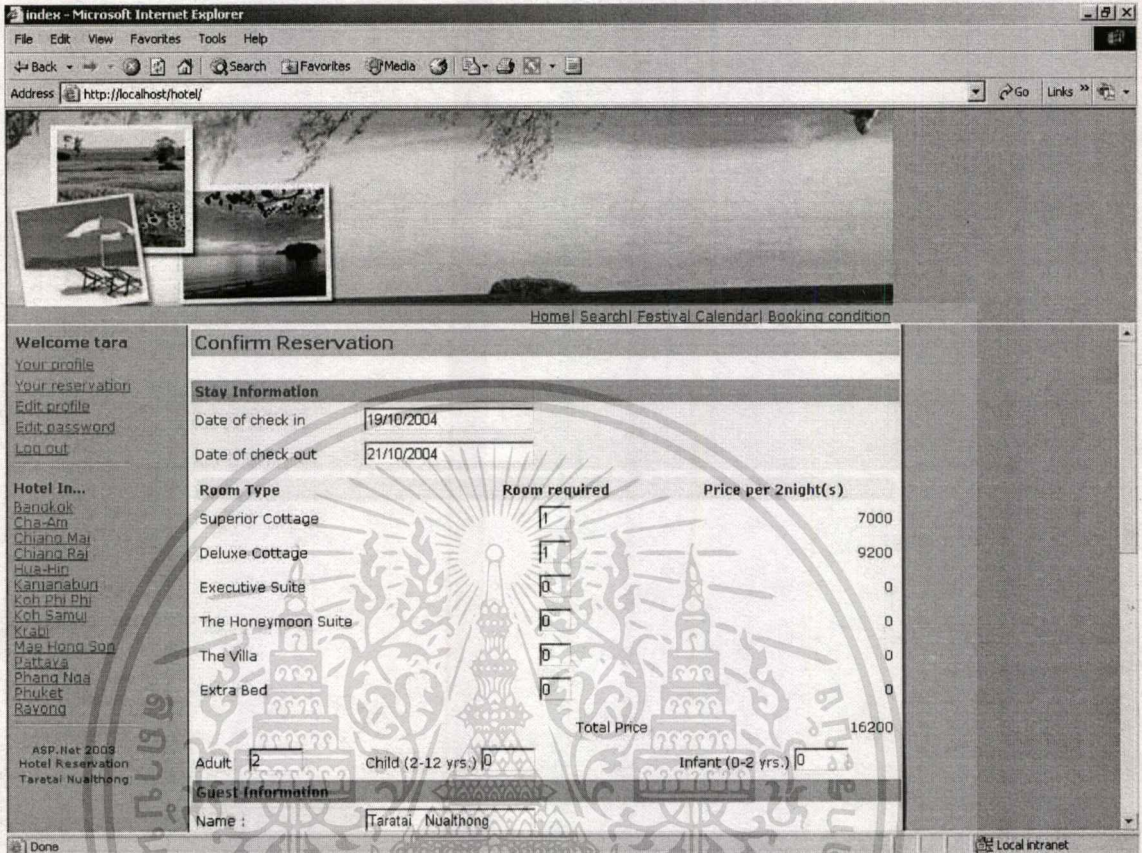 index - Microsoft Internet Explorer
File Edit View Favorites Tools Help
Back Search Favorites Media
Address http://localhost/hotel/ Go Links »
Home| Search| Festival Calendar| Booking condition
Welcome tara
Your profile
Your reservation
Edit profile
Edit password
Log out
Hotel In...
Bangkok
Cha-Am
Chiang Mai
Chiang Rai
Hua-Hin
Kanjanaburi
Koh Phi Phi
Koh Samui
Krabi
Mae Hong Son
Pattaya
Phang Nga
Phuket
Rayong
ASP.Net 2003
Hotel Reservation
Taratai Nualthong
Confirm Reservation
Stay Information
Date of check in 19/10/2004
Date of check out 21/10/2004
Room Type Room required Price per 2night(s)
Superior Cottage 1 7000
Deluxe Cottage 1 9200
Executive Suite 0 0
The Honeymoon Suite 0 0
The Villa 0 0
Extra Bed 0 0
Total Price 16200
Adult 2 Child (2-12 yrs.) 0 Infant (0-2 yrs.) 0
Guest Information
Name : Taratai Nualthong
Done Local intranet